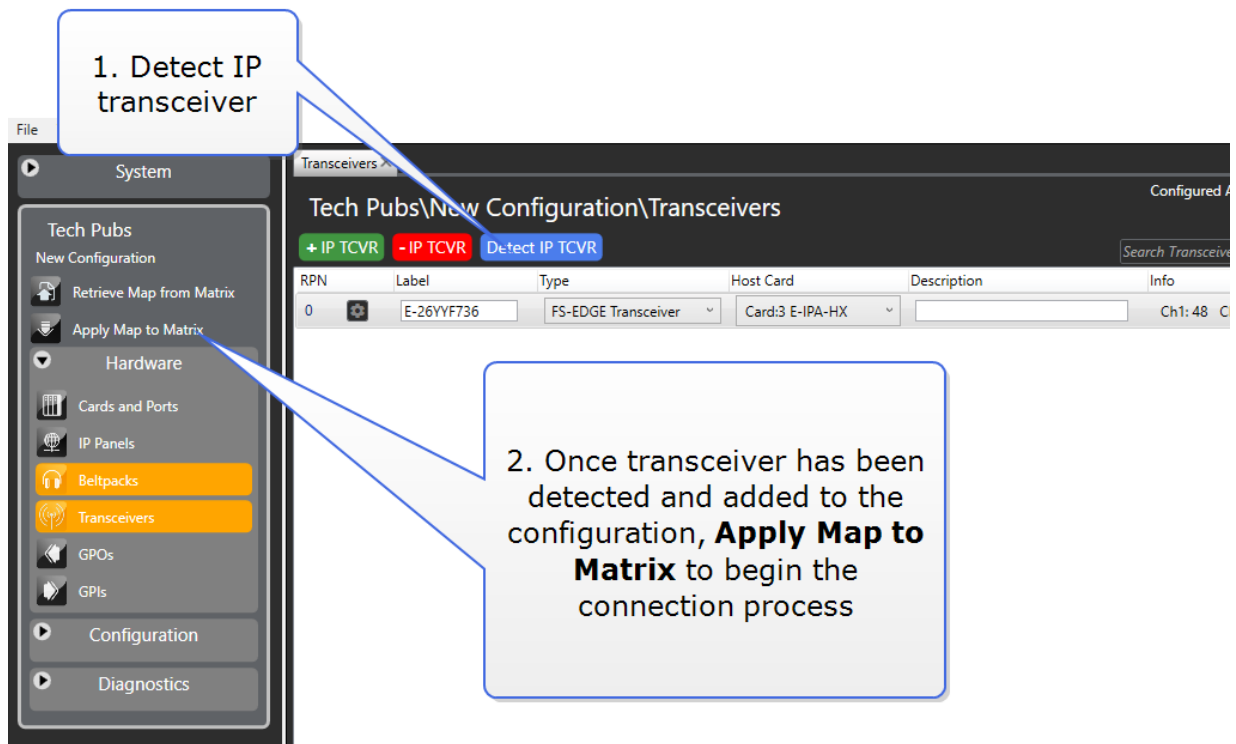 1. Detect IP
transceiver
File
System
Tech Pubs
New Configuration
Retrieve Map from Matrix
Apply Map to Matrix
Hardware
Cards and Ports
IP Panels
Beltpacks
Transceivers
GPOs
GPIs
Configuration
Diagnostics
Transceivers ×
Configured A
Tech Pubs\New Configuration\Transceivers
+ IP TCVR - IP TCVR Detect IP TCVR
Search Transceive
RPN Label Type Host Card Description Info
0 E-26YYF736 FS-EDGE Transceiver Card:3 E-IPA-HX Ch1: 48 C
2. Once transceiver has been
detected and added to the
configuration, Apply Map to
Matrix to begin the
connection process